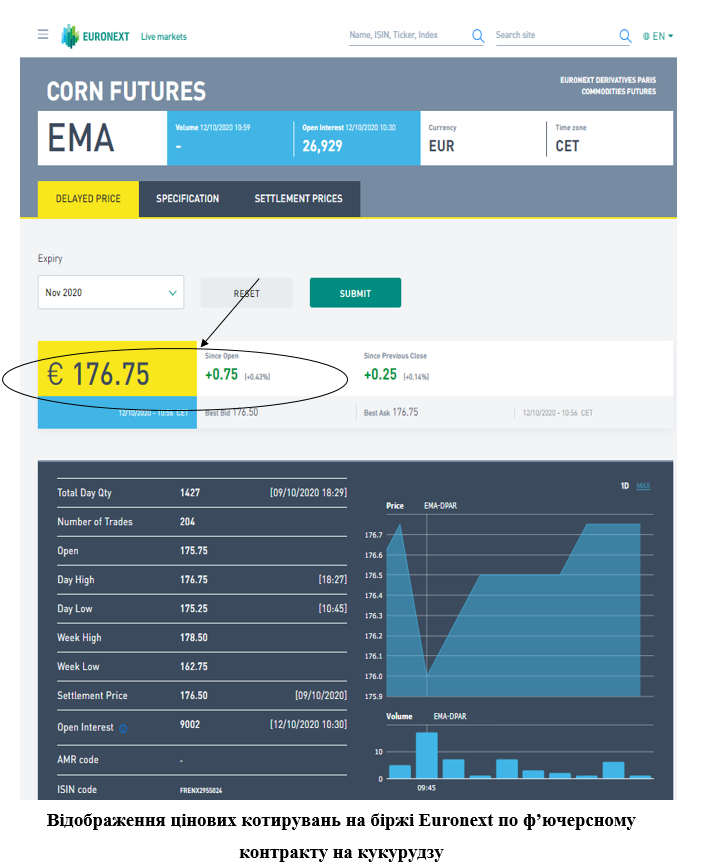 EURONEXT Live markets
Name, ISIN, Ticker, Index
Search site
EN
CORN FUTURES
EURONEXT DERIVATIVES PARIS
COMMODITIES FUTURES
EMA
Volume 12/10/2020 10:59
-
Open Interest 12/10/2020 10:30
26,929
Currency
EUR
Time zone
CET
DELAYED PRICE SPECIFICATION SETTLEMENT PRICES
Expiry
Nov 2020
RESET
SUBMIT
€ 176.75
Since Open
+0.75 (+0.43%)
Since Previous Close
+0.25 (+0.14%)
12/10/2020 - 10:56 CET
Best Bid 176.50
Best Ask 176.75
12/10/2020 - 10:56 CET
Total Day Qty 1427 [09/10/2020 18:29]
Number of Trades 204
Open 175.75
Day High 176.75 [18:27]
Day Low 175.25 [10:45]
Week High 178.50
Week Low 162.75
Settlement Price 176.50 [09/10/2020]
Open Interest 9002 [12/10/2020 10:30]
AMR code -
ISIN code FRENX2955024
1D MAX
Price EMA-DPAR
176.7
176.6
176.5
176.4
176.3
176.2
176.1
176.0
175.9
Volume EMA-DPAR
10
0
09:45
Відображення цінових котирувань на біржі Euronext по ф’ючерсному
контракту на кукурудзу